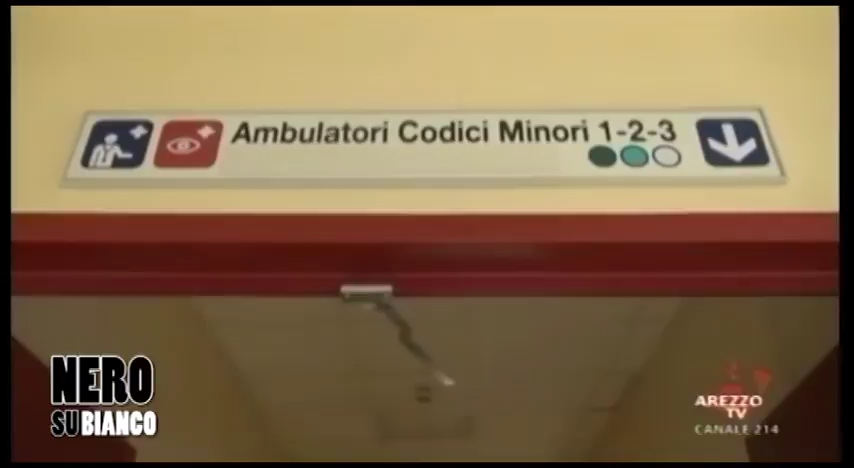 Ambulatori Codici Minori 1-2-3
NERO
SU BIANCO
AREZZO
TV
CANALE 214